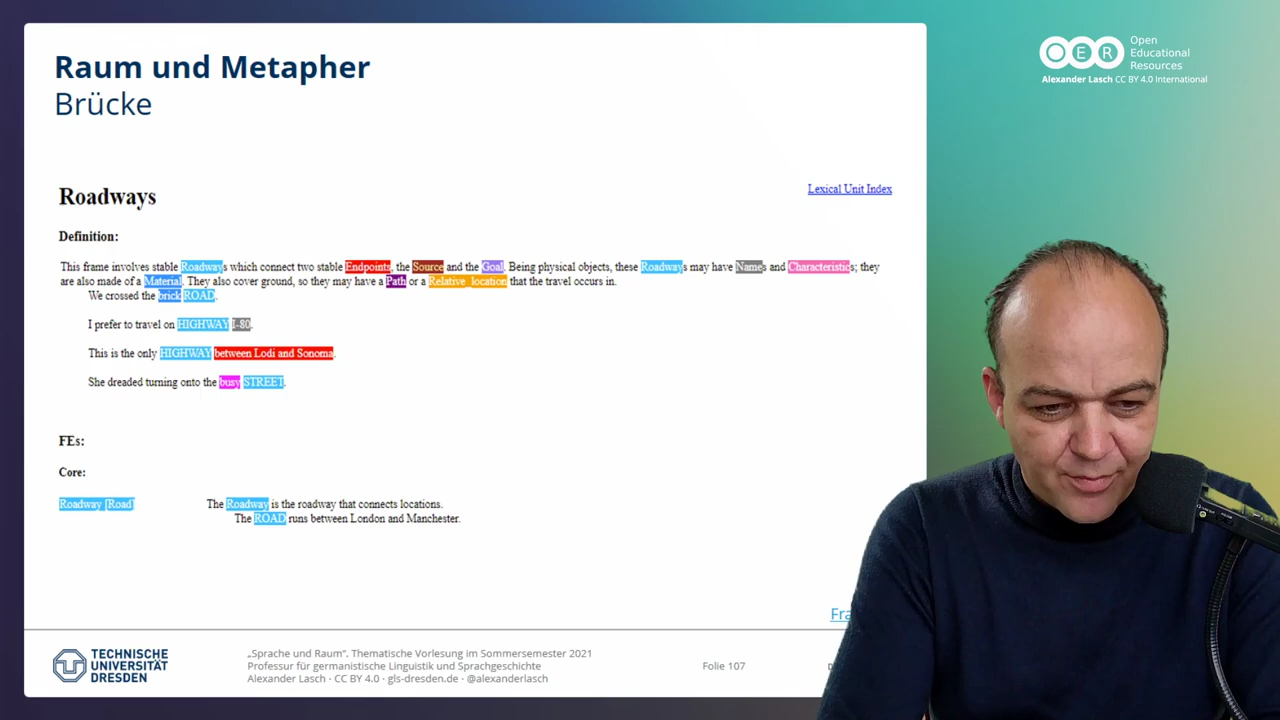 Raum und Metapher
Brücke
Open
Educational
Resources
OER
Alexander Lasch CC BY 4.0 International
Roadways
Lexical Unit Index
Definition:
This frame involves stable Roadways which connect two stable Endpoints, the Source and the Goal. Being physical objects, these Roadways may have Names and Characteristics; they
are also made of a Material. They also cover ground, so they may have a Path or a Relative_location that the travel occurs in.
We crossed the brick ROAD.
I prefer to travel on HIGHWAY I-80.
This is the only HIGHWAY between Lodi and Sonoma.
She dreaded turning onto the busy STREET.
FEs:
Core:
Roadway [Road]
The Roadway is the roadway that connects locations.
The ROAD runs between London and Manchester.
TECHNISCHE
UNIVERSITÄT
DRESDEN
„Sprache und Raum“. Thematische Vorlesung im Sommersemester 2021
Professur für germanistische Linguistik und Sprachgeschichte
Alexander Lasch · CC BY 4.0 · gls-dresden.de · @alexanderlasch
Folie 107